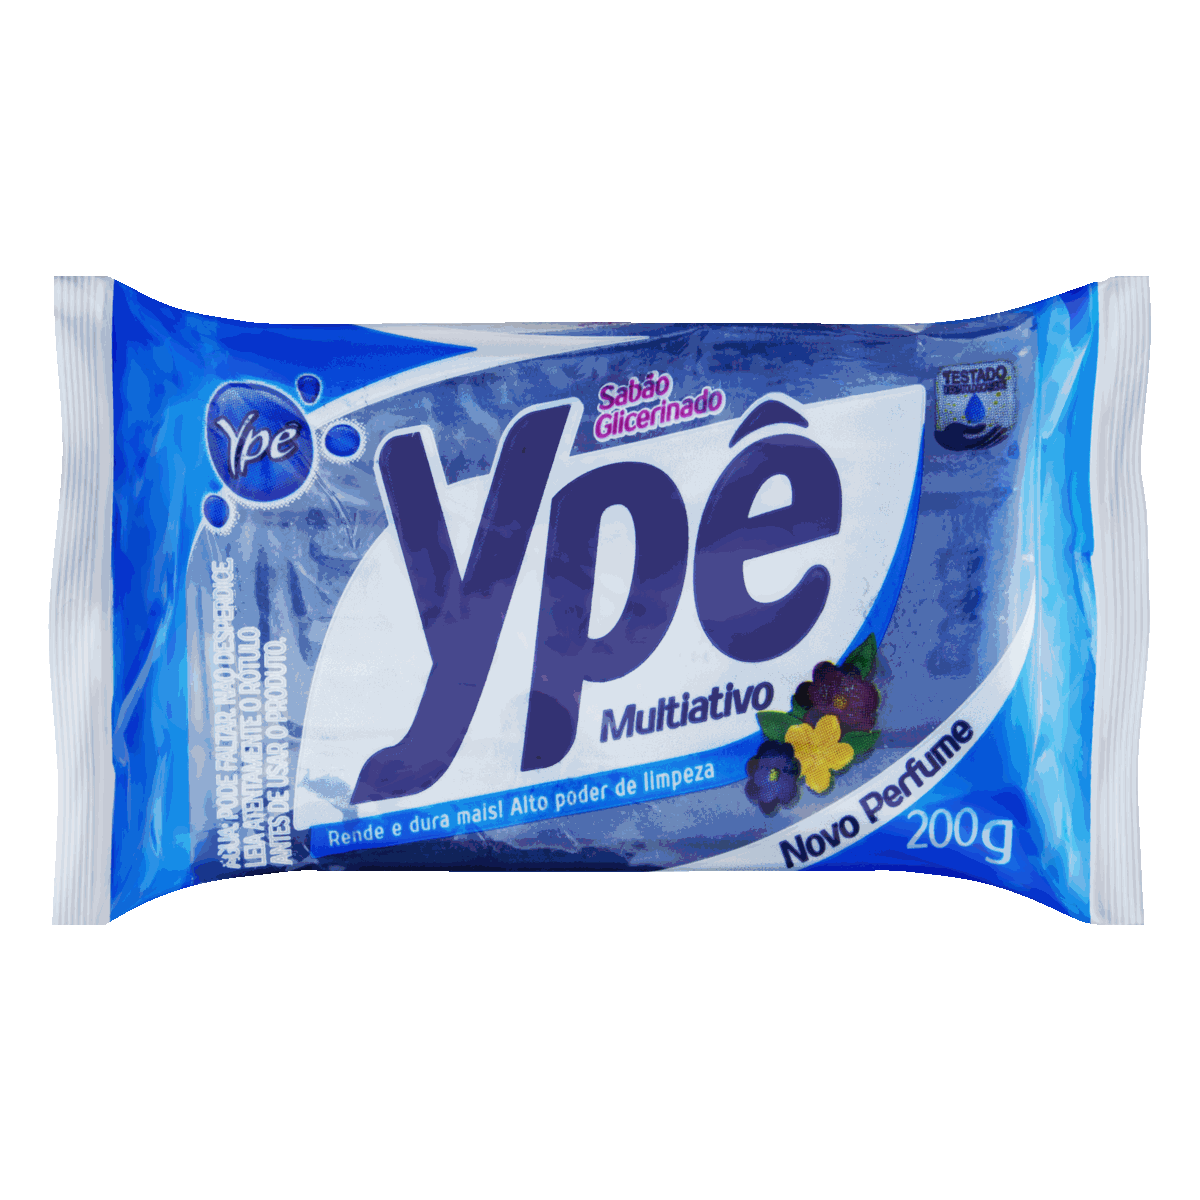 Ypê
Sabão
Glicerinado
TESTADO
Ypê
Multiativo
Rende e dura mais! Alto poder de limpeza
Novo Perfume
200g
ÁGUA: PODE FALTAR. NÃO DESPERDICE.
LEIA ATENTAMENTE O RÓTULO
ANTES DE USAR O PRODUTO.